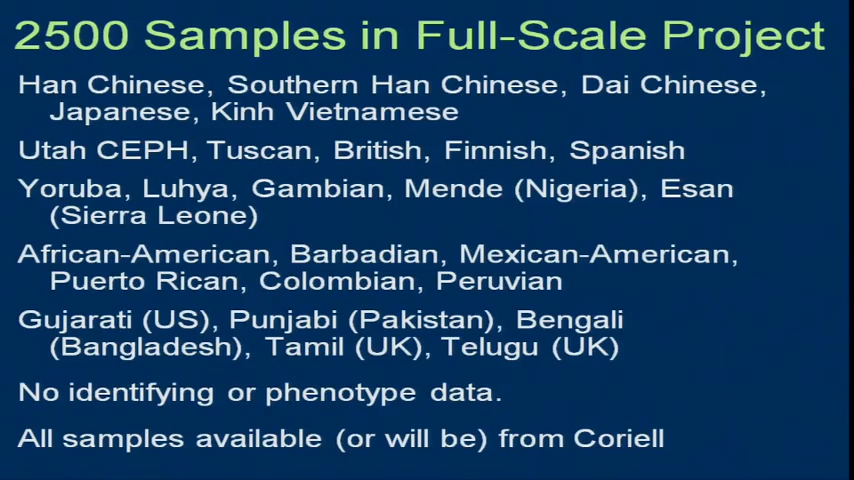 2500 Samples in Full-Scale Project
Han Chinese, Southern Han Chinese, Dai Chinese,
Japanese, Kinh Vietnamese
Utah CEPH, Tuscan, British, Finnish, Spanish
Yoruba, Luhya, Gambian, Mende (Nigeria), Esan
(Sierra Leone)
African-American, Barbadian, Mexican-American,
Puerto Rican, Colombian, Peruvian
Gujarati (US), Punjabi (Pakistan), Bengali
(Bangladesh), Tamil (UK), Telugu (UK)
No identifying or phenotype data.
All samples available (or will be) from Coriell